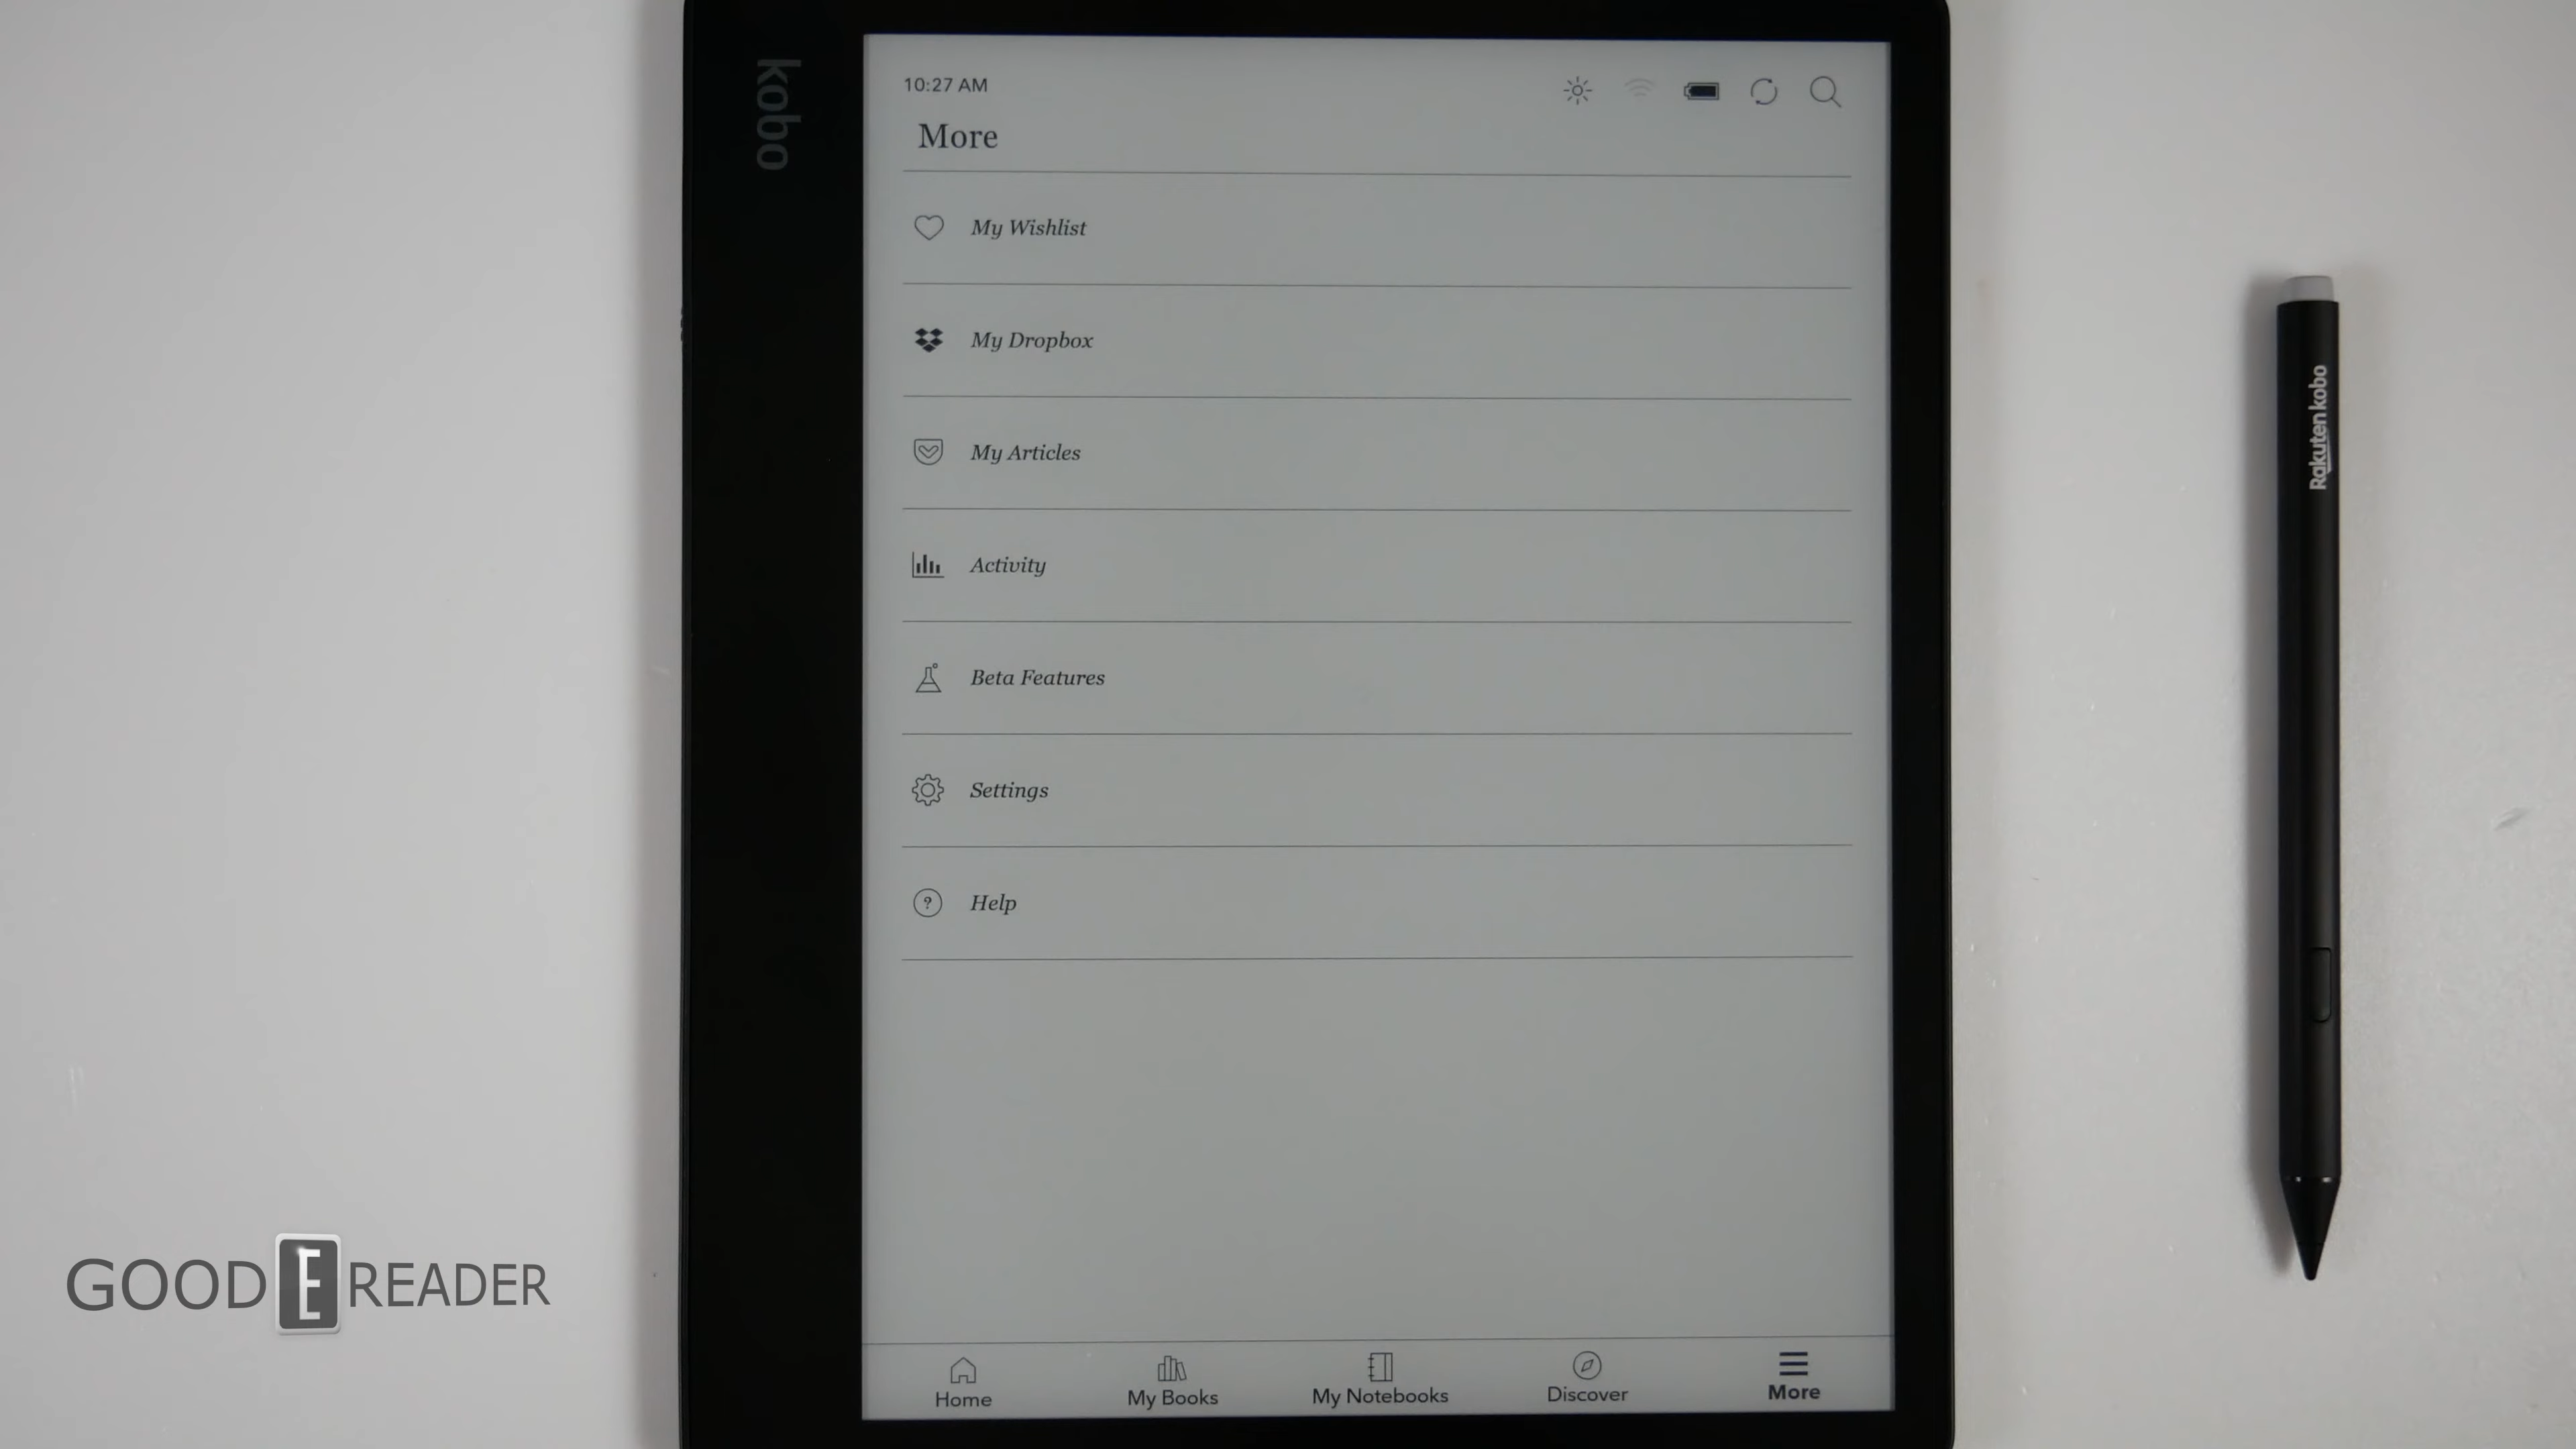 kobo
10:27 AM
More
My Wishlist
My Dropbox
My Articles
Activity
Beta Features
Settings
? Help
Home
My Books
My Notebooks
Discover
More
Rakuten kobo
GOOD E READER